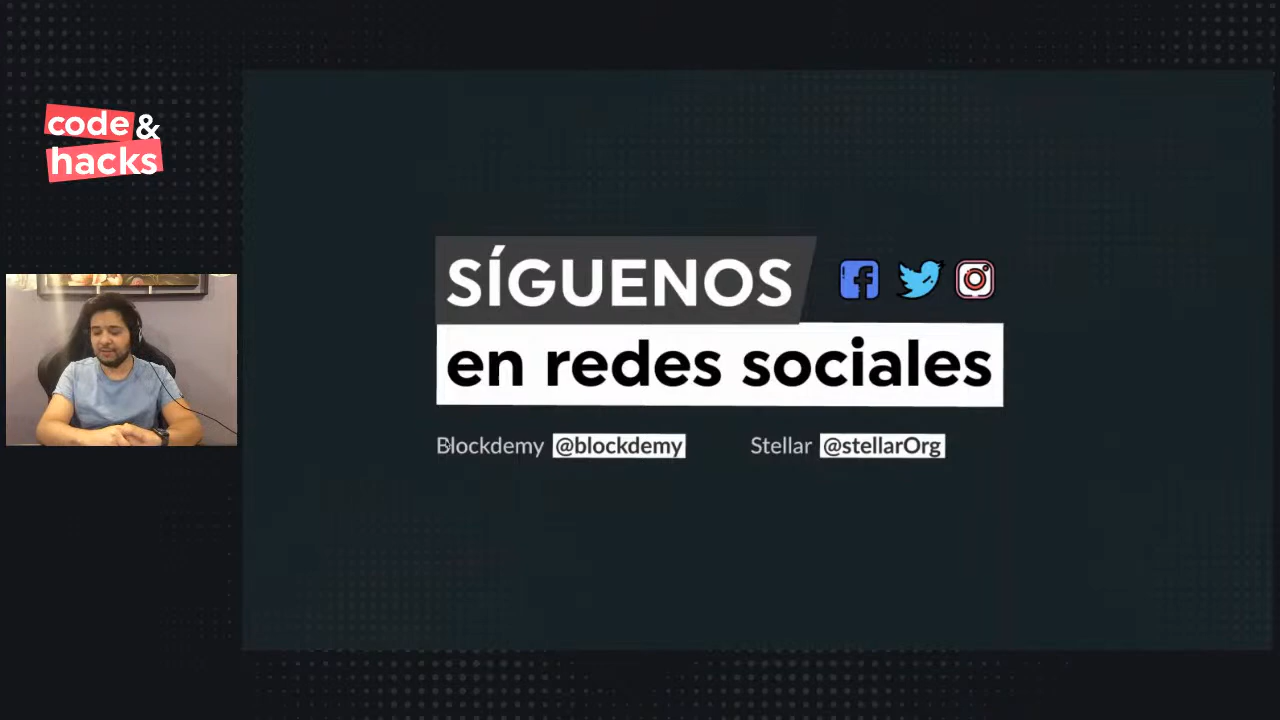 code&
hacks
SÍGUENOS
en redes sociales
Blockdemy @blockdemy
Stellar @stellarOrg